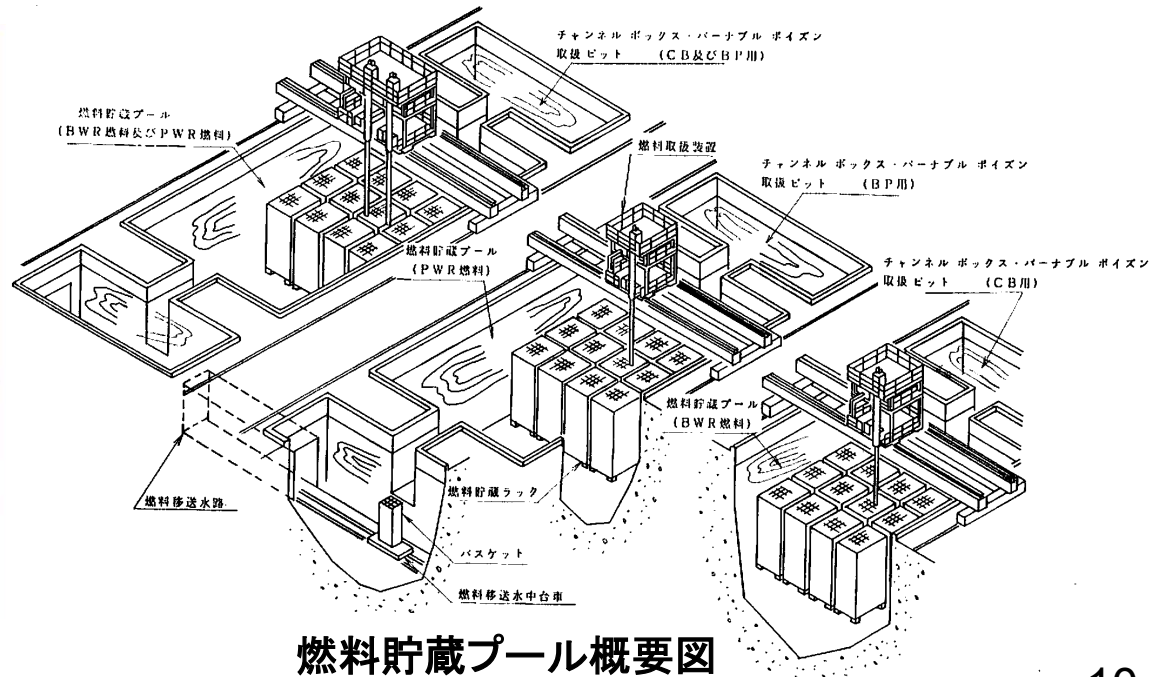 チャンネル ボックス・バーナブル ポイズン
取扱ピット (CB及びBP用)
燃料貯蔵プール
(BWR燃料及びPWR燃料)
燃料取扱装置
チャンネル ボックス・バーナブル ポイズン
取扱ピット (BP用)
燃料貯蔵プール
(PWR燃料)
チャンネル ボックス・バーナブル ポイズン
取扱ピット (CB用)
燃料貯蔵プール
(BWR燃料)
燃料貯蔵ラック
燃料移送水路
バスケット
燃料移送水中台車
燃料貯蔵プール概要図